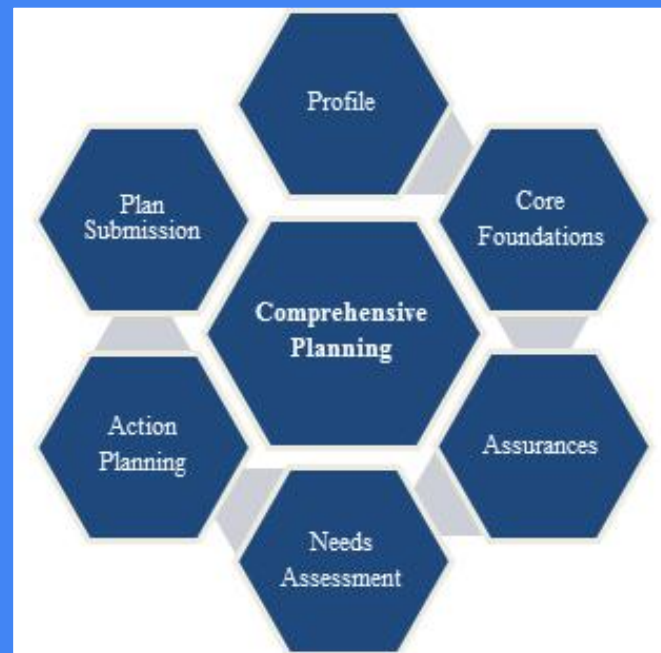 Profile
Core
Foundations
Assurances
Needs
Assessment
Action
Planning
Plan
Submission
Comprehensive
Planning